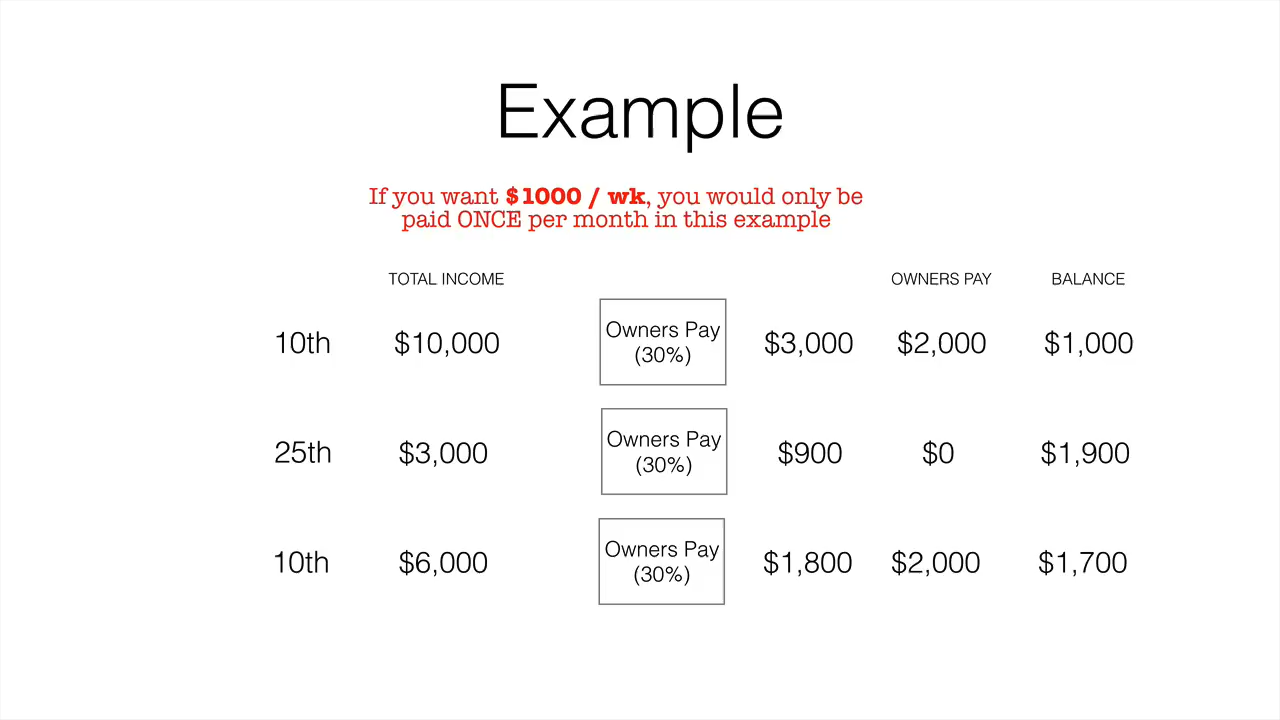 Example
If you want $1000 / wk, you would only be
paid ONCE per month in this example
TOTAL INCOME OWNERS PAY BALANCE
10th $10,000 Owners Pay (30%) $3,000 $2,000 $1,000
25th $3,000 Owners Pay (30%) $900 $0 $1,900
10th $6,000 Owners Pay (30%) $1,800 $2,000 $1,700